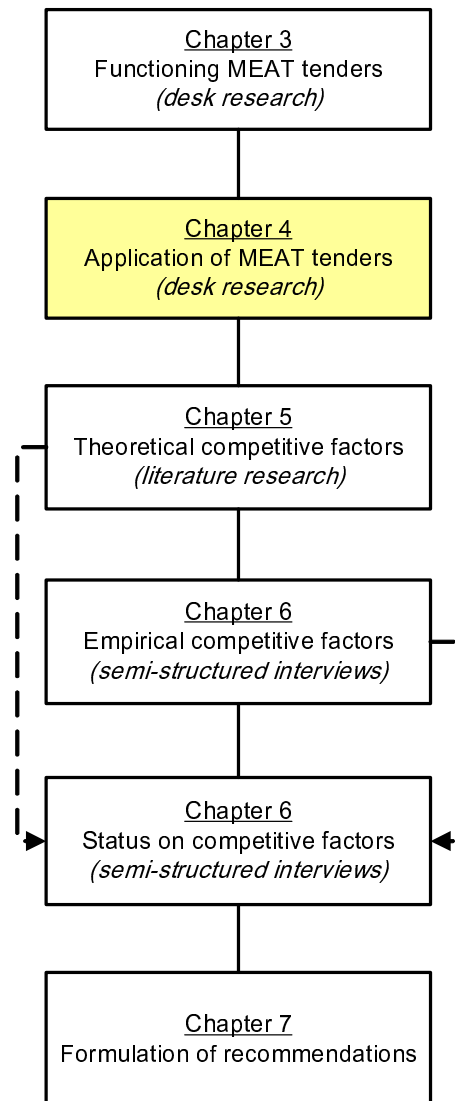 Chapter 3
Functioning MEAT tenders
(desk research)
Chapter 4
Application of MEAT tenders
(desk research)
Chapter 5
Theoretical competitive factors
(literature research)
Chapter 6
Empirical competitive factors
(semi-structured interviews)
Chapter 6
Status on competitive factors
(semi-structured interviews)
Chapter 7
Formulation of recommendations